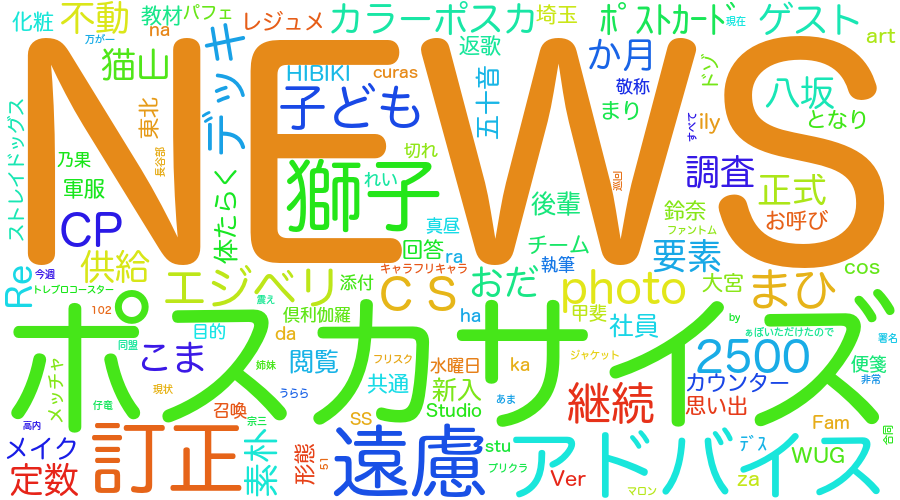 化粧
不動
教材
パフェ
na
レジュメ
カラーポスカ
埼玉
ﾎﾟｽﾄｶｰﾄﾞ
現在
ゲスト
art
万が一
NEWS
猫山
東北
デッキ
HIBIKI
curas
返歌
か月
敬称
ドゾ
八坂
となり
子ども
五十音
まり
すべて
ily
ストレイドッグス
乃果
長谷部
切れ
獅子
れい
巡回
調査
正式
軍服
体たらく
後輩
鈴奈
お呼び
CP
真昼
ファントム
回答
チーム
ra
執筆
要素
Re
今週
供給
キャラフリキャラ
cos
トレプロコースター
エジベリ
添付
CS
おだ
photo
大宮
まひ
102
震え
倶利伽羅
ha
甲斐
by
ぁぽいただけたので
署名
ポスカサイズ
目的
da
社員
同盟
こま
閲覧
フリスク
水曜日
ka
ジャケット
2500
便箋
メッチャ
姉妹
共通
新入
カウンター
非常
現状
うらら
あま
仔竜
召喚
SS
Studio
継続
思い出
高内
宗三
Fam
合同
メイク
訂正
素朴
遠慮
stu
アドバイス
ﾃﾞｽ
WUG
定数
形態
51
プリクラ
Ver
マロン
za